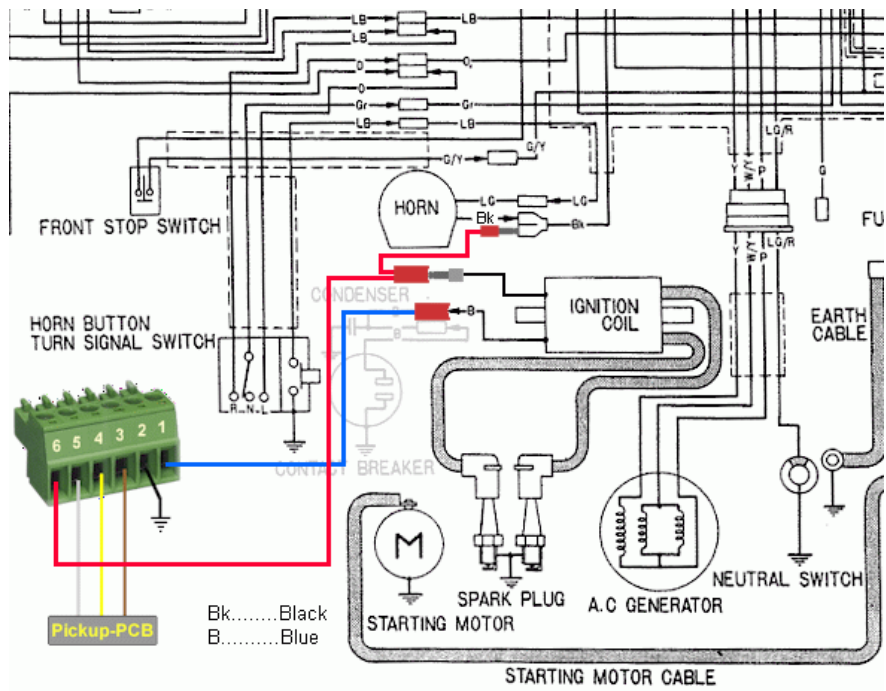 LB
LB
LB
LB
O
O
O
Gr
Gr
LB
LB
G/Y
G/Y
Y
W/Y
P
LG/R
G
FRONT STOP SWITCH
HORN
LG
LG
Bk
Bk
Y
W/Y
P
LG/R
FU
CONDENSER
IGNITION
COIL
B
B
B
EARTH
CABLE
HORN BUTTON
TURN SIGNAL SWITCH
R
N
L
6 5 4 3 2 1
CONTACT BREAKER
M
Pickup-PCB
Bk........Black
B..........Blue
STARTING MOTOR
SPARK PLUG
A.C GENERATOR
NEUTRAL SWITCH
STARTING MOTOR CABLE